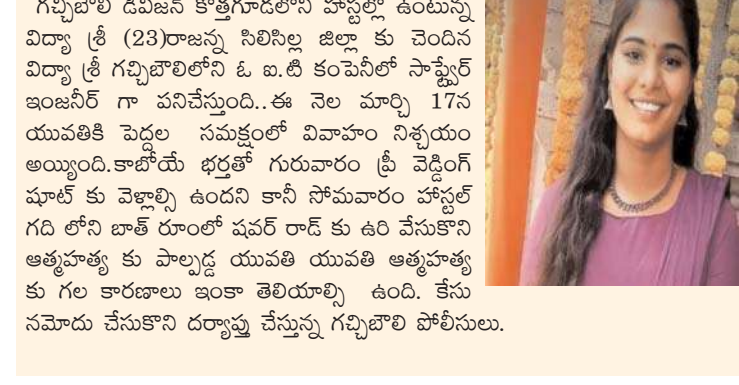 గచ్చిబౌలి డివిజన్ కొత్తగూడలోని హాస్టల్లో ఉంటున్న
విద్యా శ్రీ (23)రాజన్న సిలిసిల్ల జిల్లా కు చెందిన
విద్యా శ్రీ గచ్చిబౌలిలోని ఓ ఐ.టి కంపెనీలో సాఫ్ట్వేర్
ఇంజనీర్ గా పనిచేస్తుంది..ఈ నెల మార్చి 17న
యువతికి పెద్దల సమక్షంలో వివాహం నిశ్చయం
అయ్యింది.కాబోయే భర్తతో గురువారం ప్రీ వెడ్డింగ్
షూట్ కు వెళ్లాల్సి ఉందని కానీ సోమవారం హాస్టల్
గది లోని బాత్ రూంలో షవర్ రాడ్ కు ఉరి వేసుకొని
ఆత్మహత్య కు పాల్పడ్డ యువతి యువతి ఆత్మహత్య
కు గల కారణాలు ఇంకా తెలియాల్సి ఉంది. కేసు
నమోదు చేసుకొని దర్యాప్తు చేస్తున్న గచ్చిబౌలి పోలీసులు.